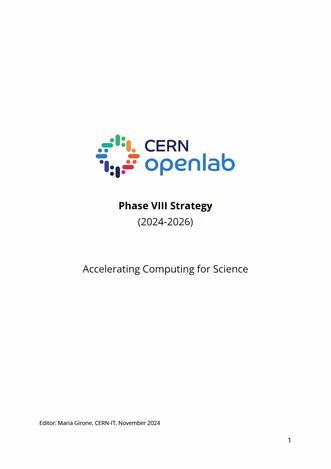 CERN
openlab
Phase VIII Strategy
(2024-2026)
Accelerating Computing for Science
Editor: Maria Girone, CERN-IT, November 2024
1